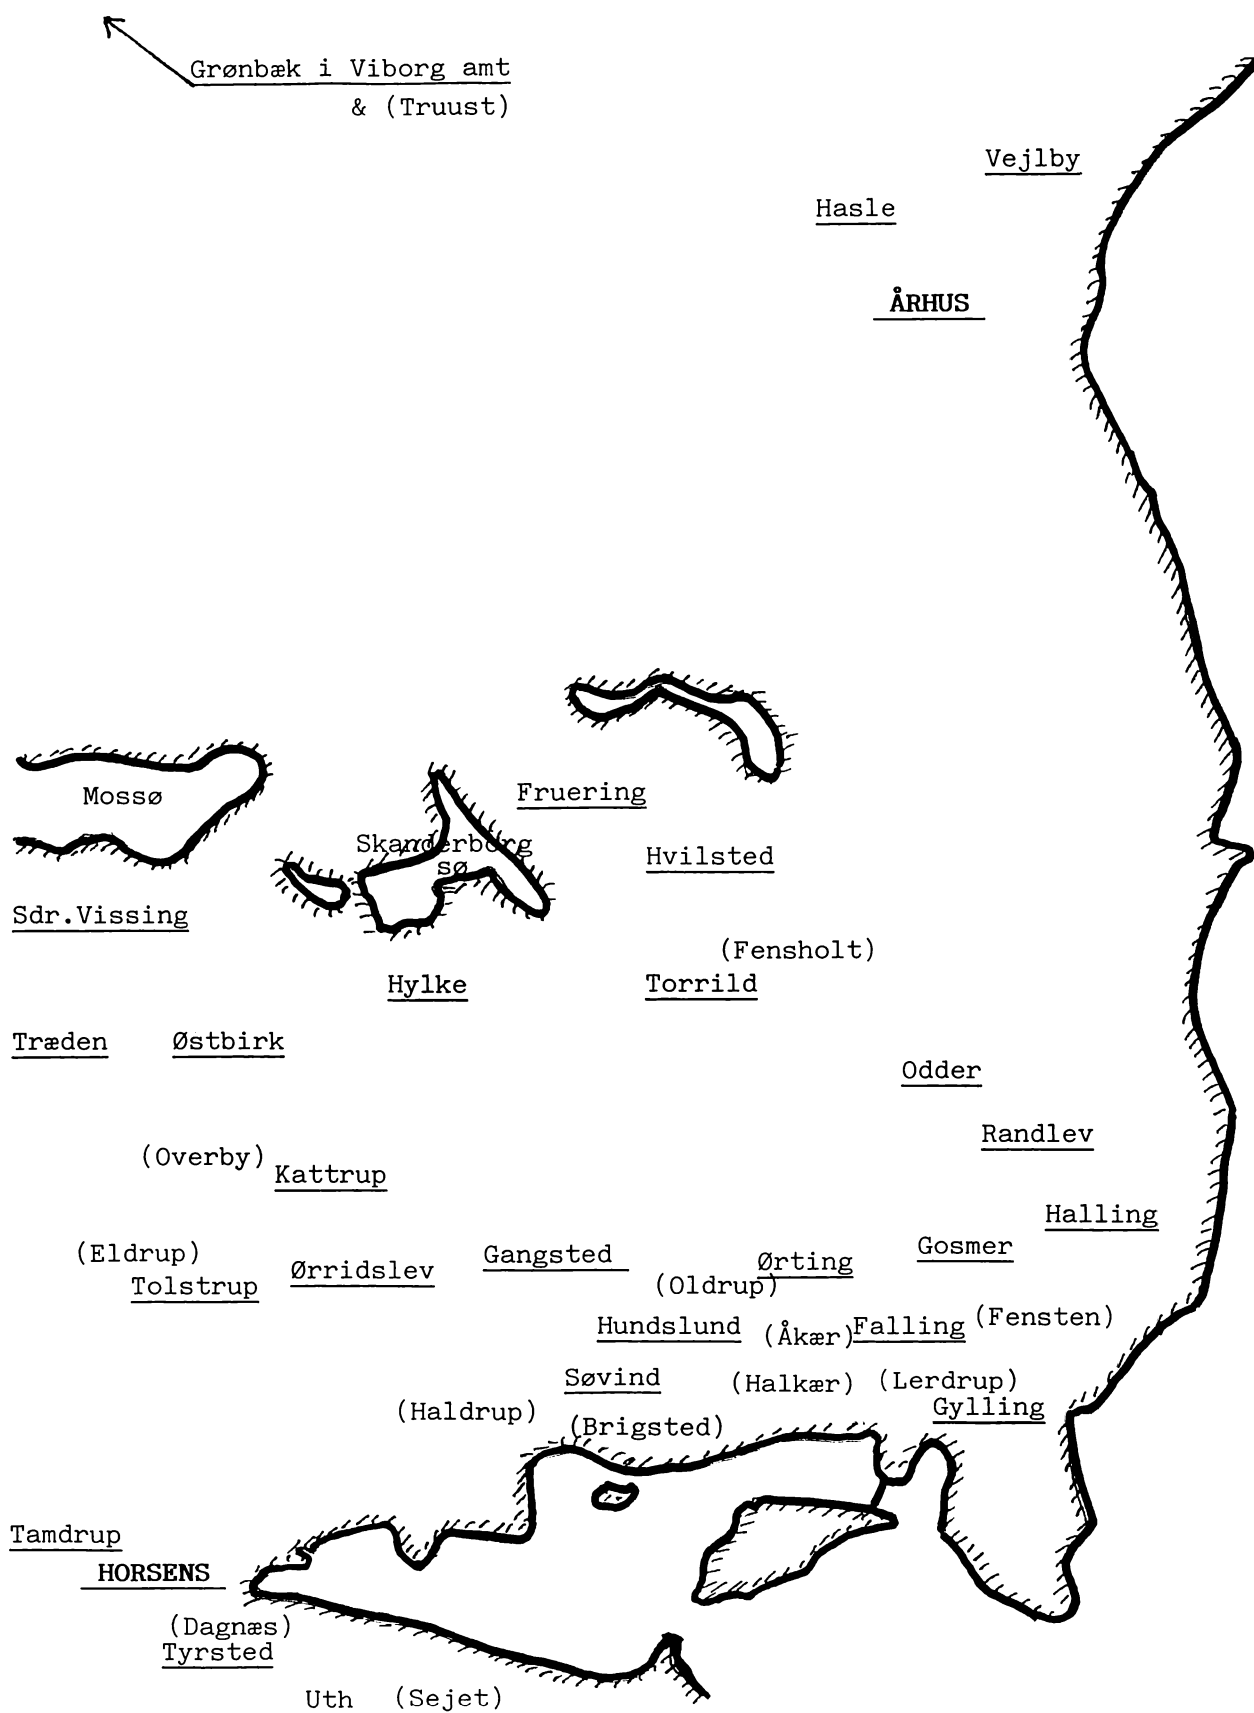 Grønbæk i Viborg amt
& (Truust)
Vejlby
Hasle
ÅRHUS
Mossø
Fruering
Skanderborg
sø
Hvilsted
Sdr.Vissing
(Fensholt)
Hylke
Torrild
Træden
Østbirk
Odder
Randlev
(Overby)
Kattrup
Halling
(Eldrup)
Gangsted
Gosmer
Tolstrup
Ørridslev
Ørting
(Oldrup)
Hundslund
(Åkær)
Falling
(Fensten)
Søvind
(Halkær)
(Lerdrup)
(Haldrup)
(Brigsted)
Gylling
Tamdrup
HORSENS
(Dagnæs)
Tyrsted
Uth
(Sejet)